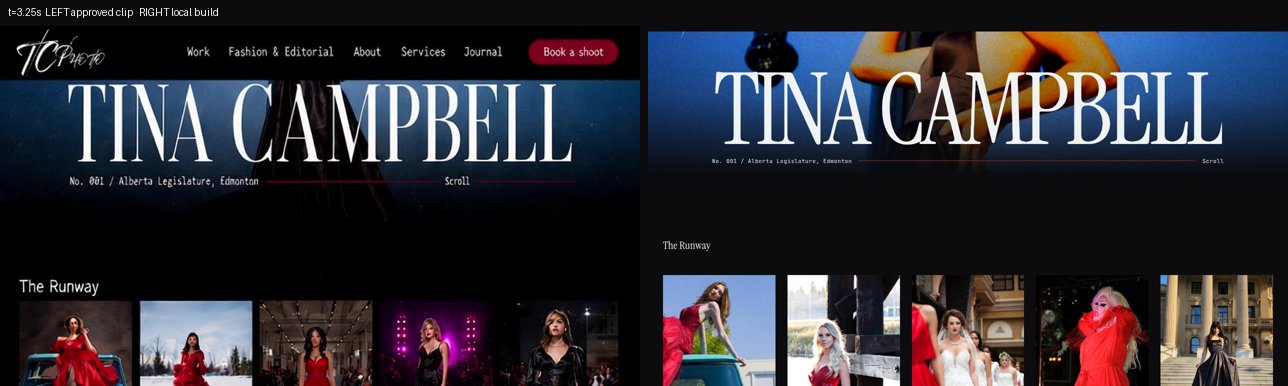 t=3.25s LEFT approved clip RIGHT local build
TCPhoto
Work Fashion & Editorial About Services Journal Book a shoot
TINA CAMPBELL
No. 001 / Alberta Legislature, Edmonton Scroll
The Runway
TINA CAMPBELL
No. 001 / Alberta Legislature, Edmonton Scroll
The Runway